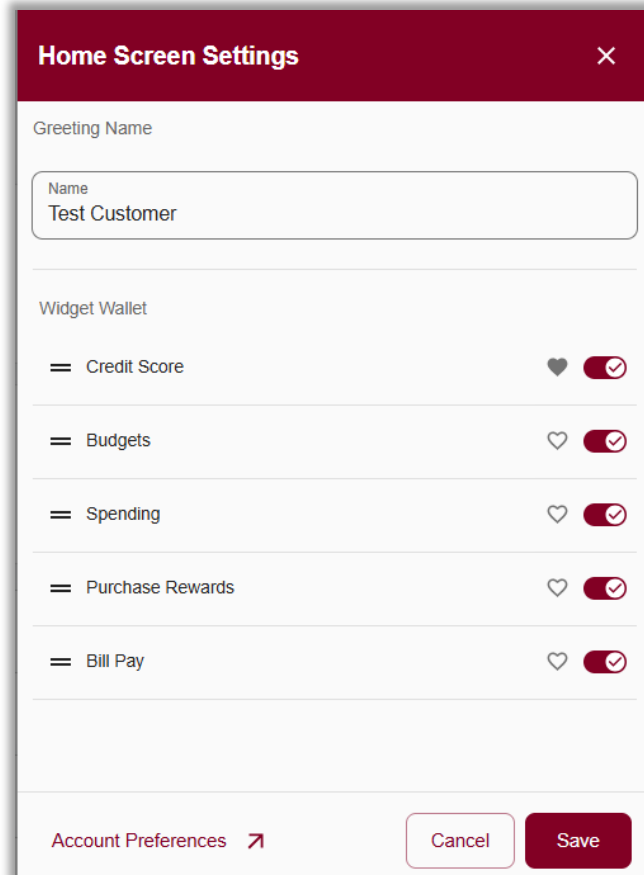 Home Screen Settings
Greeting Name
Name
Test Customer
Widget Wallet
Credit Score
Budgets
Spending
Purchase Rewards
Bill Pay
Account Preferences
Cancel
Save